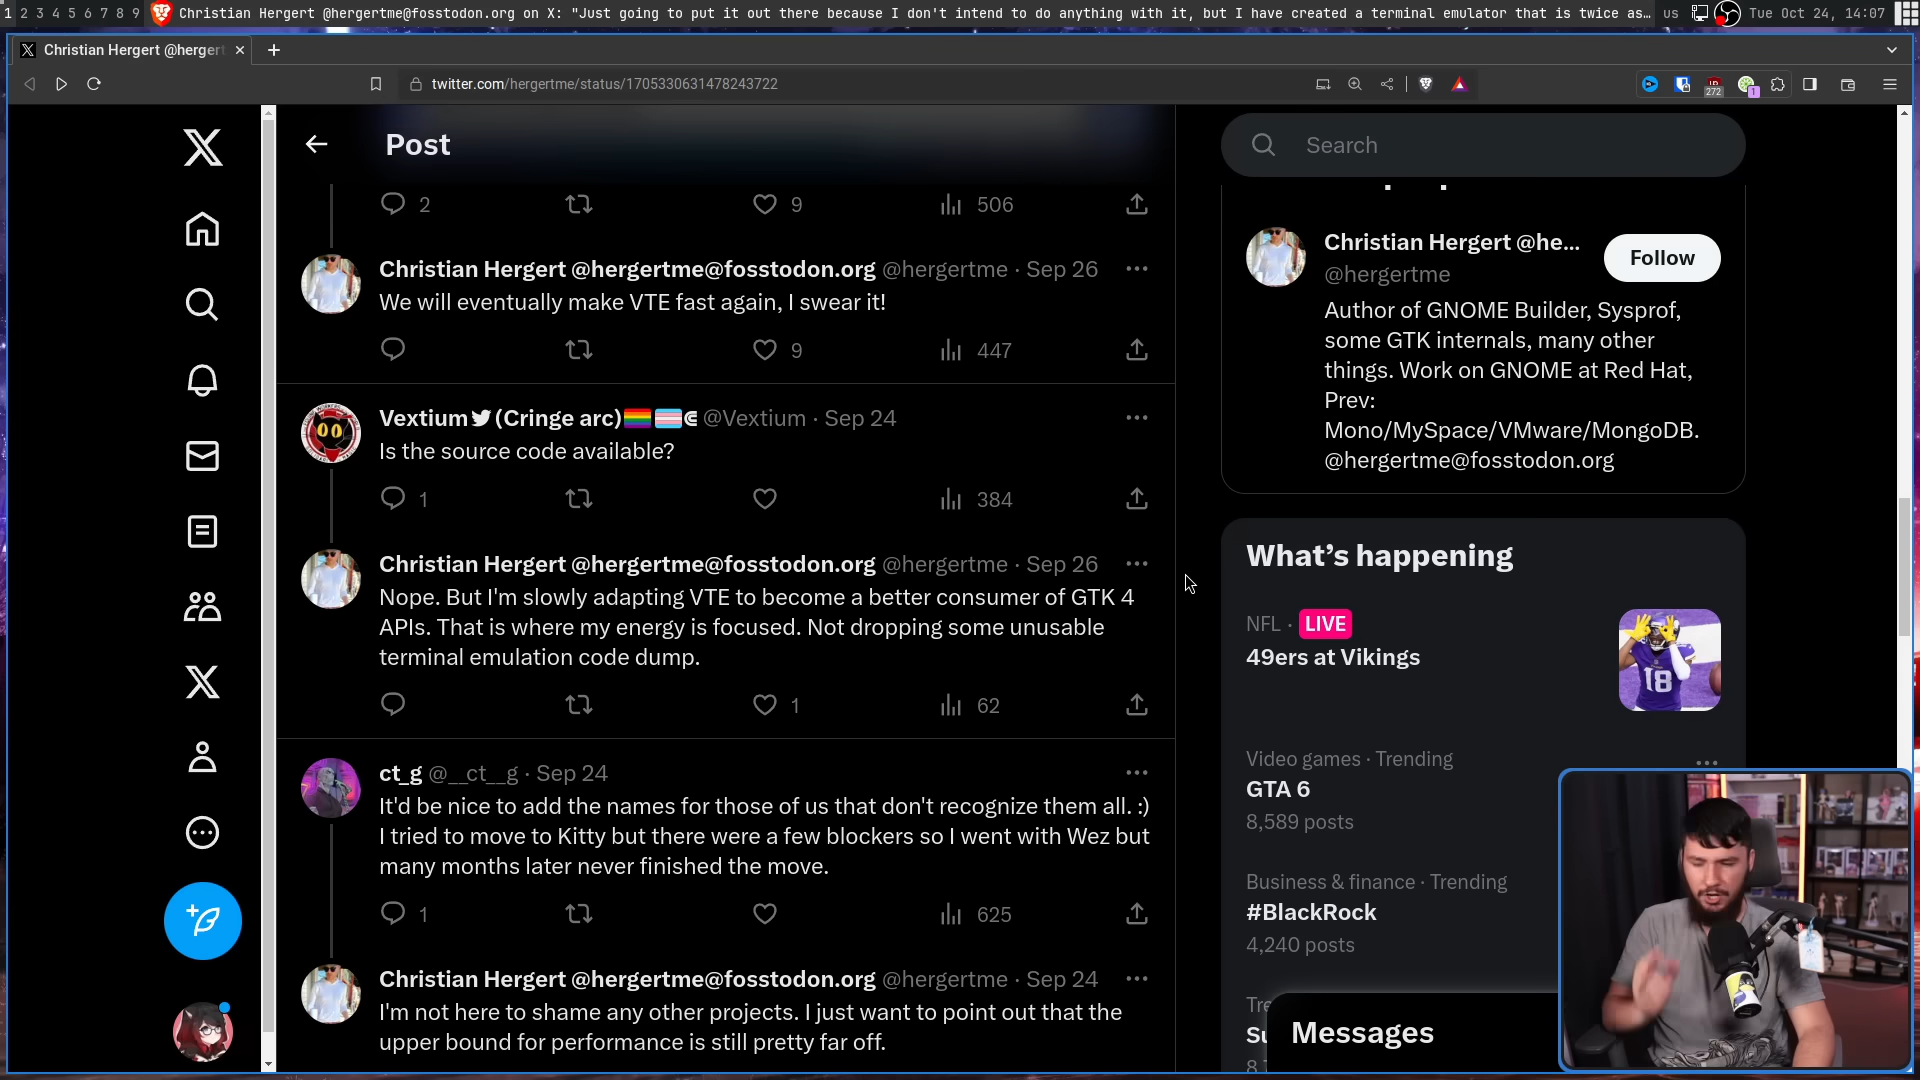 1 2 3 4 5 6 7 8 9 Christian Hergert @hergertme@fosstodon.org on X: "Just going to put it out there because I don't intend to do anything with it, but I have created a terminal emulator that is twice as… us Tue Oct 24, 14:07
Christian Hergert @herger
twitter.com/hergertme/status/1705330631478243722
272
1
Post
Search
2 9 506
Christian Hergert @hergertme@fosstodon.org @hergertme · Sep 26
We will eventually make VTE fast again, I swear it!
9 447
Vextium (Cringe arc) @Vextium · Sep 24
Is the source code available?
1 384
Christian Hergert @hergertme@fosstodon.org @hergertme · Sep 26
Nope. But I'm slowly adapting VTE to become a better consumer of GTK 4
APIs. That is where my energy is focused. Not dropping some unusable
terminal emulation code dump.
1 62
ct_g @__ct__g · Sep 24
It'd be nice to add the names for those of us that don't recognize them all. :)
I tried to move to Kitty but there were a few blockers so I went with Wez but
many months later never finished the move.
1 625
Christian Hergert @hergertme@fosstodon.org @hergertme · Sep 24
I'm not here to shame any other projects. I just want to point out that the
upper bound for performance is still pretty far off.
Christian Hergert @he...
@hergertme
Follow
Author of GNOME Builder, Sysprof,
some GTK internals, many other
things. Work on GNOME at Red Hat,
Prev:
Mono/MySpace/VMware/MongoDB.
@hergertme@fosstodon.org
What's happening
NFL · LIVE
49ers at Vikings
18
Video games · Trending
GTA 6
8,589 posts
Business & finance · Trending
#BlackRock
4,240 posts
Messages